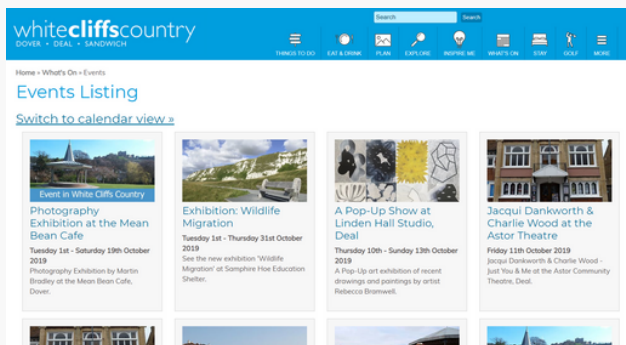 Search
Search
whitecliffscountry
DOVER • DEAL • SANDWICH
THINGS TO DO
EAT & DRINK
PLAN
EXPLORE
INSPIRE ME
WHAT'S ON
STAY
GOLF
MORE
Home » What's On » Events
Events Listing
Switch to calendar view »
Event in White Cliffs Country
Photography
Exhibition at the Mean
Bean Cafe
Tuesday 1st - Saturday 19th October
2019
Photography Exhibition by Martin
Bradley at the Mean Bean Cafe,
Dover.
Exhibition: Wildlife
Migration
Tuesday 1st - Thursday 31st October
2019
See the new exhibition 'Wildlife
Migration' at Samphire Hoe Education
Shelter.
A Pop-Up Show at
Linden Hall Studio,
Deal
Thursday 10th - Sunday 13th October
2019
A Pop-Up art exhibition of recent
drawings and paintings by artist
Rebecca Bramwell.
Jacqui Dankworth &
Charlie Wood at the
Astor Theatre
Friday 11th October 2019
Jacqui Dankworth & Charlie Wood -
Just You & Me at the Astor Community
Theatre, Deal.